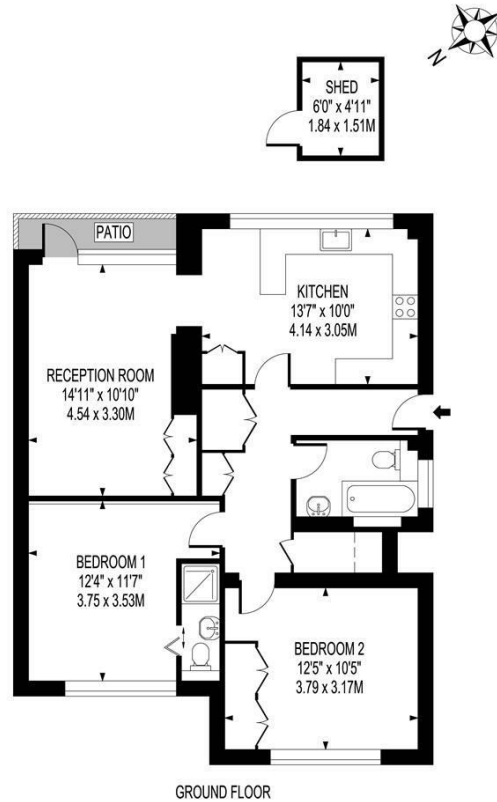 N
SHED
6'0" x 4'11"
1.84 x 1.51M
PATIO
KITCHEN
13'7" x 10'0"
4.14 x 3.05M
RECEPTION ROOM
14'11" x 10'10"
4.54 x 3.30M
BEDROOM 1
12'4" x 11'7"
3.75 x 3.53M
BEDROOM 2
12'5" x 10'5"
3.79 x 3.17M
GROUND FLOOR